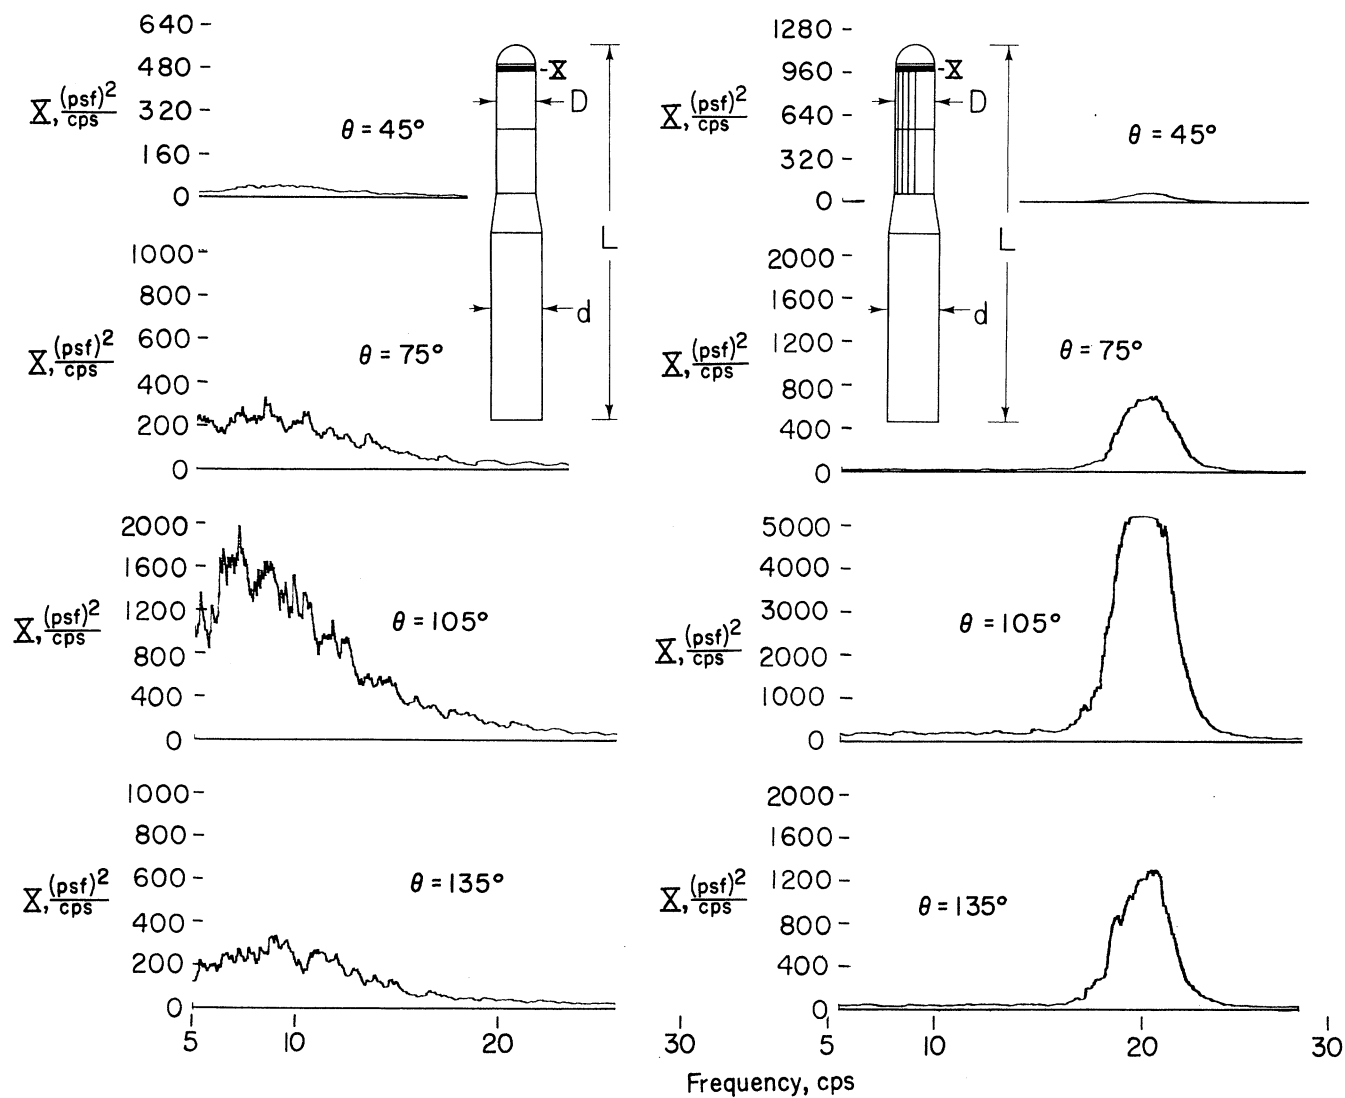 640
480
320
160
0
X, (psf)²/cps
θ = 45°
X
D
L
d
1000
800
600
400
200
0
X, (psf)²/cps
θ = 75°
2000
1600
1200
800
400
0
X, (psf)²/cps
θ = 105°
1000
800
600
400
200
0
X, (psf)²/cps
θ = 135°
5 10 20 30
1280
960
640
320
0
X, (psf)²/cps
θ = 45°
X
D
L
d
2000
1600
1200
800
400
0
X, (psf)²/cps
θ = 75°
5000
4000
3000
2000
1000
0
X, (psf)²/cps
θ = 105°
2000
1600
1200
800
400
0
X, (psf)²/cps
θ = 135°
5 10 20 30
Frequency, cps